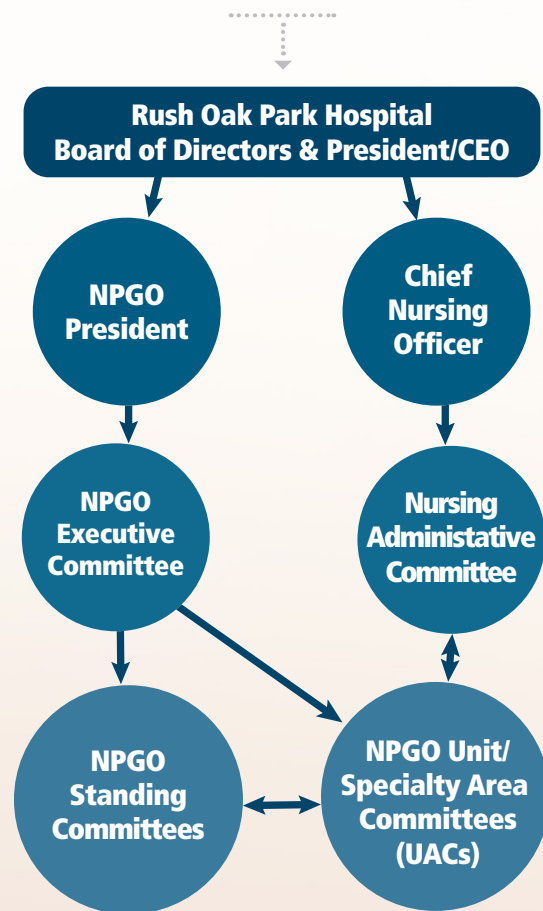 Rush Oak Park Hospital
Board of Directors & President/CEO
NPGO
President
Chief
Nursing
Officer
NPGO
Executive
Committee
Nursing
Administative
Committee
NPGO
Standing
Committees
NPGO Unit/
Specialty Area
Committees
(UACs)